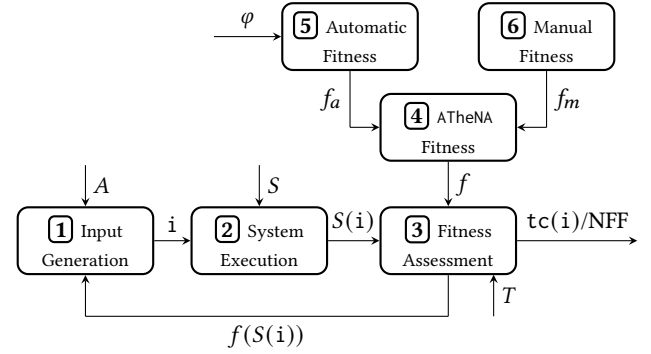 φ
5 Automatic
Fitness
6 Manual
Fitness
f_a
f_m
4 ATheNA
Fitness
A
S
f
1 Input
Generation
i
2 System
Execution
S(i)
3 Fitness
Assessment
tc(i)/NFF
T
f(S(i))